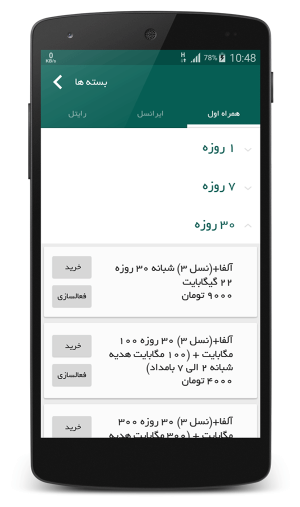 0
KB/s
H
78%
10:48
بسته ها
همراه اول
ایرانسل
رایتل
۱ روزه
۷ روزه
۳۰ روزه
آلفا+(نسل ۳) شبانه ۳۰ روزه
۲۲ گیگابایت
۹۰۰۰ تومان
خرید
فعالسازی
آلفا+(نسل ۳) ۳۰ روزه ۱۰۰
مگابایت + (۱۰۰ مگابایت هدیه
شبانه ۲ الی ۷ بامداد)
۴۰۰۰ تومان
خرید
فعالسازی
آلفا+(نسل ۳) ۳۰ روزه ۳۰۰
مگابایت + (۳۰۰ مگابایت هدیه
خرید